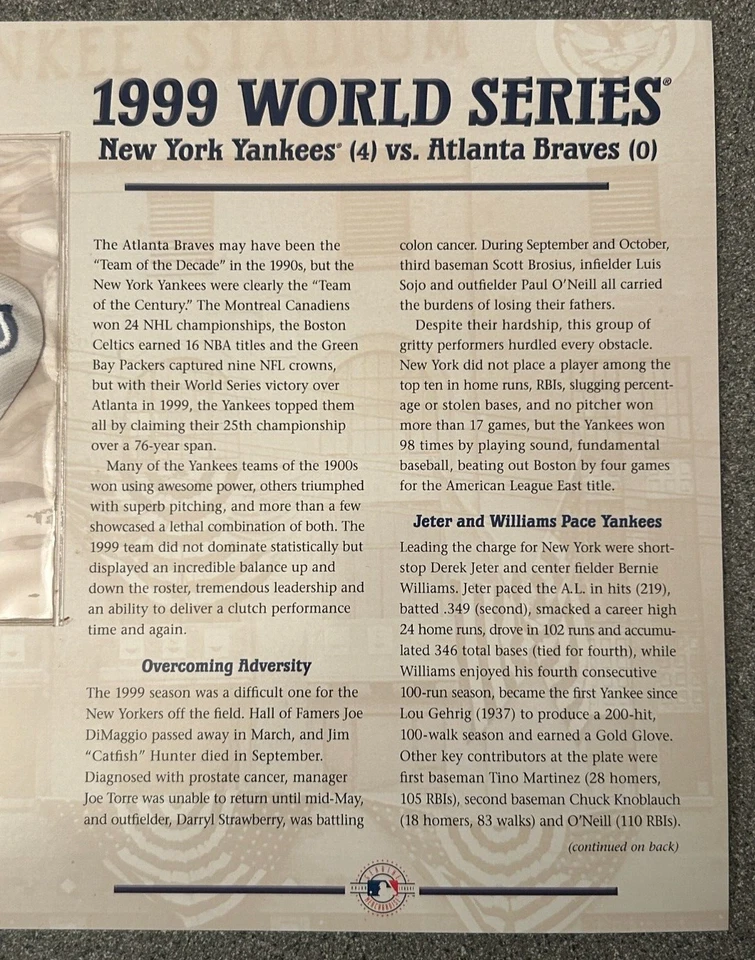 YANKEE STADIUM
1999 WORLD SERIES®
New York Yankees® (4) vs. Atlanta Braves (0)
The Atlanta Braves may have been the
“Team of the Decade” in the 1990s, but the
New York Yankees were clearly the “Team
of the Century.” The Montreal Canadiens
won 24 NHL championships, the Boston
Celtics earned 16 NBA titles and the Green
Bay Packers captured nine NFL crowns,
but with their World Series victory over
Atlanta in 1999, the Yankees topped them
all by claiming their 25th championship
over a 76-year span.
Many of the Yankees teams of the 1900s
won using awesome power, others triumphed
with superb pitching, and more than a few
showcased a lethal combination of both. The
1999 team did not dominate statistically but
displayed an incredible balance up and
down the roster, tremendous leadership and
an ability to deliver a clutch performance
time and again.
Overcoming Adversity
The 1999 season was a difficult one for the
New Yorkers off the field. Hall of Famers Joe
DiMaggio passed away in March, and Jim
“Catfish” Hunter died in September.
Diagnosed with prostate cancer, manager
Joe Torre was unable to return until mid-May,
and outfielder, Darryl Strawberry, was battling
colon cancer. During September and October,
third baseman Scott Brosius, infielder Luis
Sojo and outfielder Paul O’Neill all carried
the burdens of losing their fathers.
Despite their hardship, this group of
gritty performers hurdled every obstacle.
New York did not place a player among the
top ten in home runs, RBIs, slugging percent-
age or stolen bases, and no pitcher won
more than 17 games, but the Yankees won
98 times by playing sound, fundamental
baseball, beating out Boston by four games
for the American League East title.
Jeter and Williams Pace Yankees
Leading the charge for New York were short-
stop Derek Jeter and center fielder Bernie
Williams. Jeter paced the A.L. in hits (219),
batted .349 (second), smacked a career high
24 home runs, drove in 102 runs and accumu-
lated 346 total bases (tied for fourth), while
Williams enjoyed his fourth consecutive
100-run season, became the first Yankee since
Lou Gehrig (1937) to produce a 200-hit,
100-walk season and earned a Gold Glove.
Other key contributors at the plate were
first baseman Tino Martinez (28 homers,
105 RBIs), second baseman Chuck Knoblauch
(18 homers, 83 walks) and O’Neill (110 RBIs).
(continued on back)
GENUINE
MERCHANDISE